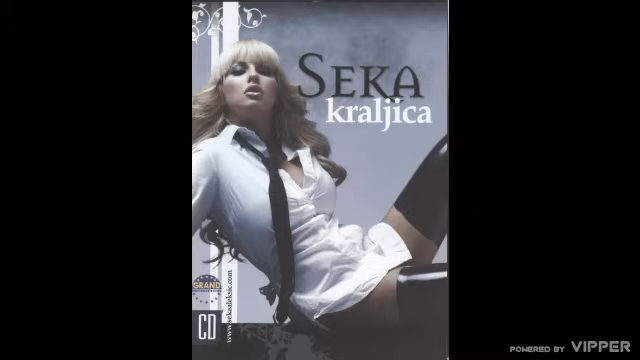 SEKA
kraljica
GRAND
www.sekaaleksic.com
CD
POWERED BY VIPPER